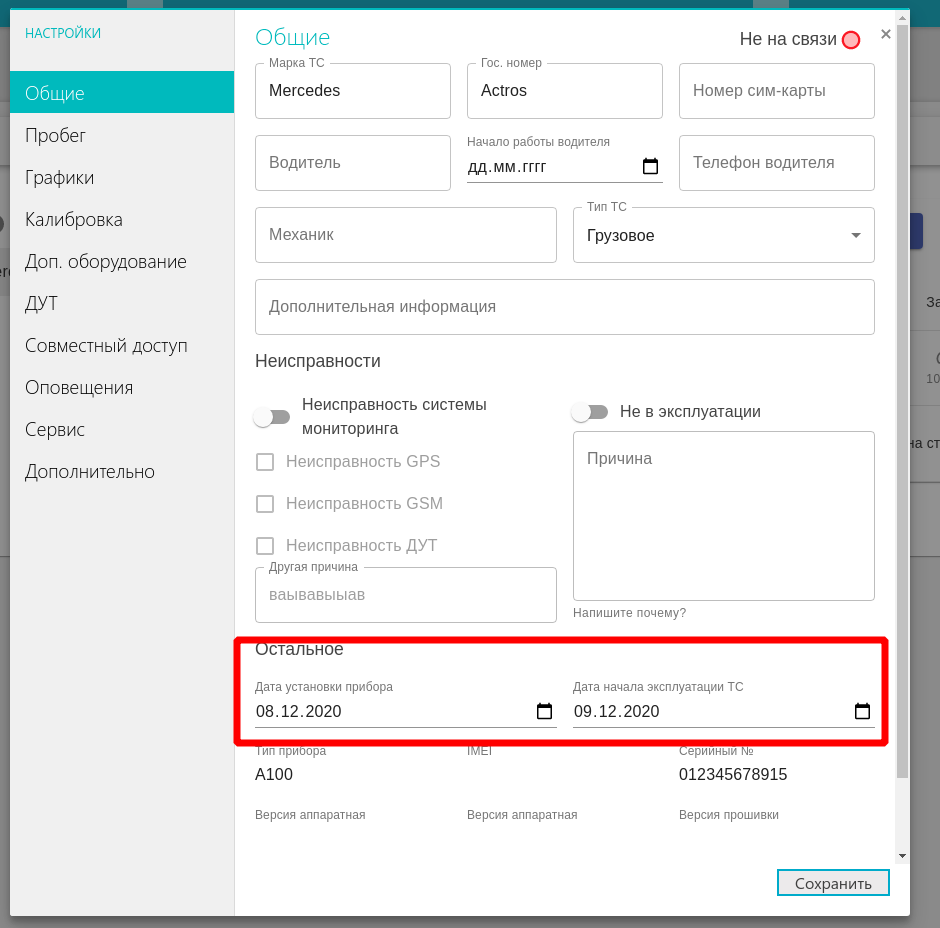 НАСТРОЙКИ
Общие
Пробег
Графики
Калибровка
Доп. оборудование
ДУТ
Совместный доступ
Оповещения
Сервис
Дополнительно
Общие
Не на связи
Марка ТС
Mercedes
Гос. номер
Actros
Номер сим-карты
Водитель
Начало работы водителя
дд.мм.гггг
Телефон водителя
Механик
Тип ТС
Грузовое
Дополнительная информация
Неисправности
Неисправность системы
мониторинга
Не в эксплуатации
Неисправность GPS
Неисправность GSM
Неисправность ДУТ
Причина
Другая причина
ваывавыыав
Напишите почему?
Остальное
Дата установки прибора
08.12.2020
Дата начала эксплуатации ТС
09.12.2020
Тип прибора
A100
IMEI
Серийный №
012345678915
Версия аппаратная
Версия аппаратная
Версия прошивки
Сохранить